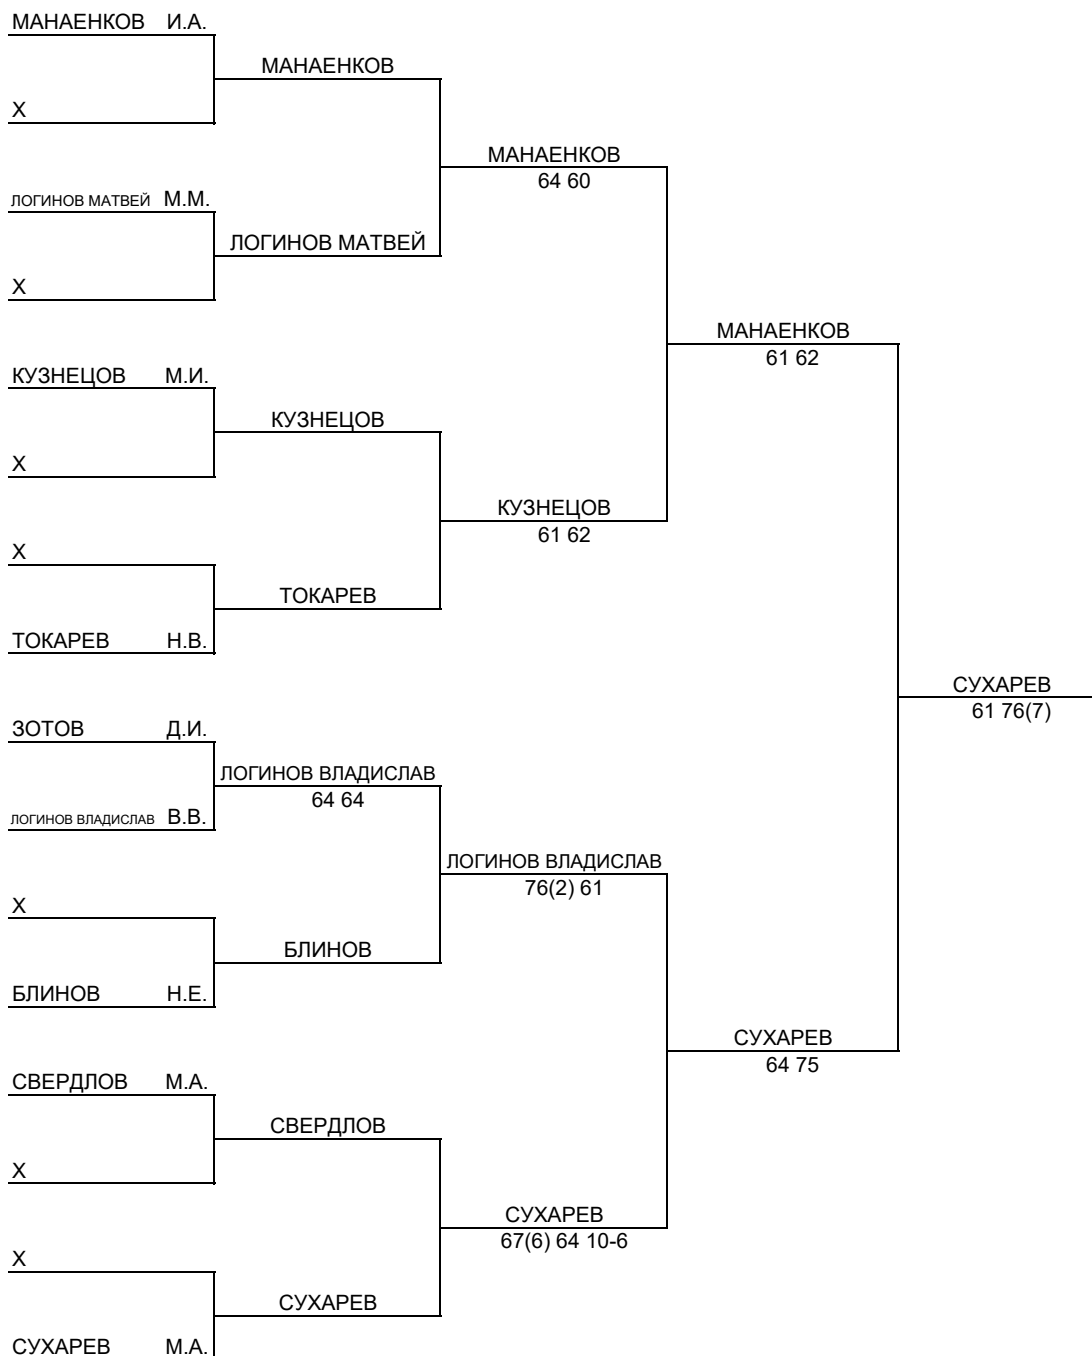 МАНАЕНКОВ И.А.
МАНАЕНКОВ
Х
МАНАЕНКОВ
64 60
ЛОГИНОВ МАТВЕЙ М.М.
ЛОГИНОВ МАТВЕЙ
Х
МАНАЕНКОВ
61 62
КУЗНЕЦОВ М.И.
КУЗНЕЦОВ
Х
КУЗНЕЦОВ
61 62
Х
ТОКАРЕВ
ТОКАРЕВ Н.В.
СУХАРЕВ
61 76(7)
ЗОТОВ Д.И.
ЛОГИНОВ ВЛАДИСЛАВ
64 64
ЛОГИНОВ ВЛАДИСЛАВ В.В.
ЛОГИНОВ ВЛАДИСЛАВ
76(2) 61
Х
БЛИНОВ
БЛИНОВ Н.Е.
СУХАРЕВ
64 75
СВЕРДЛОВ М.А.
СВЕРДЛОВ
Х
СУХАРЕВ
67(6) 64 10-6
Х
СУХАРЕВ
СУХАРЕВ М.А.